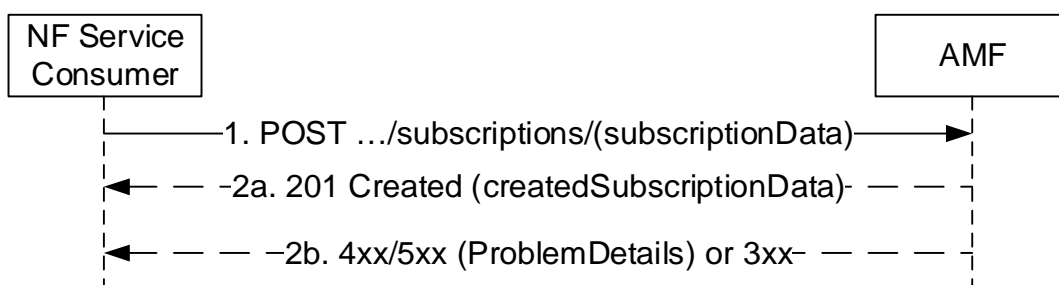 NF Service
Consumer
AMF
1. POST …/subscriptions/(subscriptionData)
2a. 201 Created (createdSubscriptionData)
2b. 4xx/5xx (ProblemDetails) or 3xx